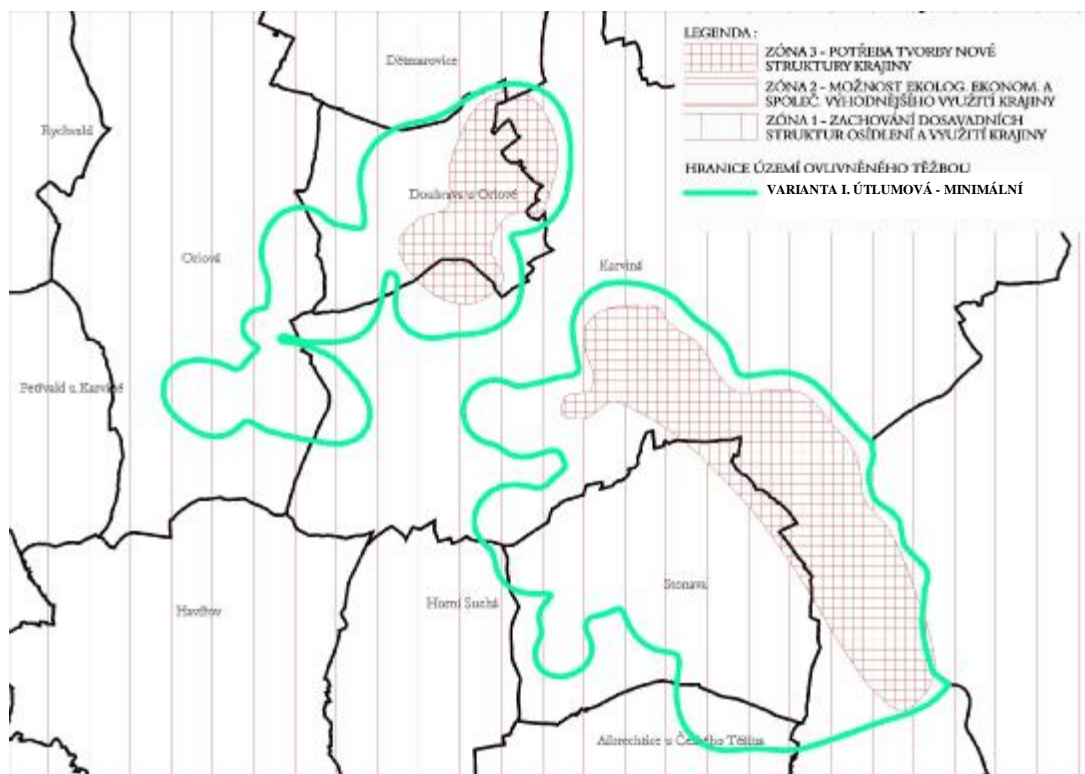 LEGENDA :
ZÓNA 3 - POTŘEBA TVORBY NOVÉ
STRUKTURY KRAJINY
ZÓNA 2 - MOŽNOST EKOLOG. EKONOM. A
SPOLEČ. VÝHODNĚJŠÍHO VYUŽITÍ KRAJINY
ZÓNA 1 - ZACHOVÁNÍ DOSAVADNÍCH
STRUKTUR OSÍDLENÍ A VYUŽITÍ KRAJINY
HRANICE ÚZEMÍ OVLIVNĚNÉHO TĚŽBOU
VARIANTA I. ÚTLUMOVÁ - MINIMÁLNÍ
Dětmarovice
Rychvald
Doubrava u Orlové
Orlová
Karviná
Petřvald u Karviné
Stonava
Horní Suchá
Havířov
Albrechtice u Českého Těšína